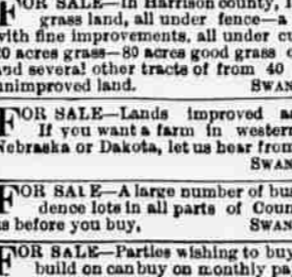 FOR SALE—In Harrison county, I
grass land, all under fence—a
with fine improvements, all under cu
20 acres grass—80 acres good grass
and several other tracts of from 40
unimproved land. SWAN
FOR SALE—Lands improved a
If you want a farm in western
Nebraska or Dakota, let us hear from
SWAN
FOR SALE—A large number of bus
dence lots in all parts of Coun
us before you buy, SWAN
FOR SALE—Parties wishing to buy
build on can buy on monthly pa